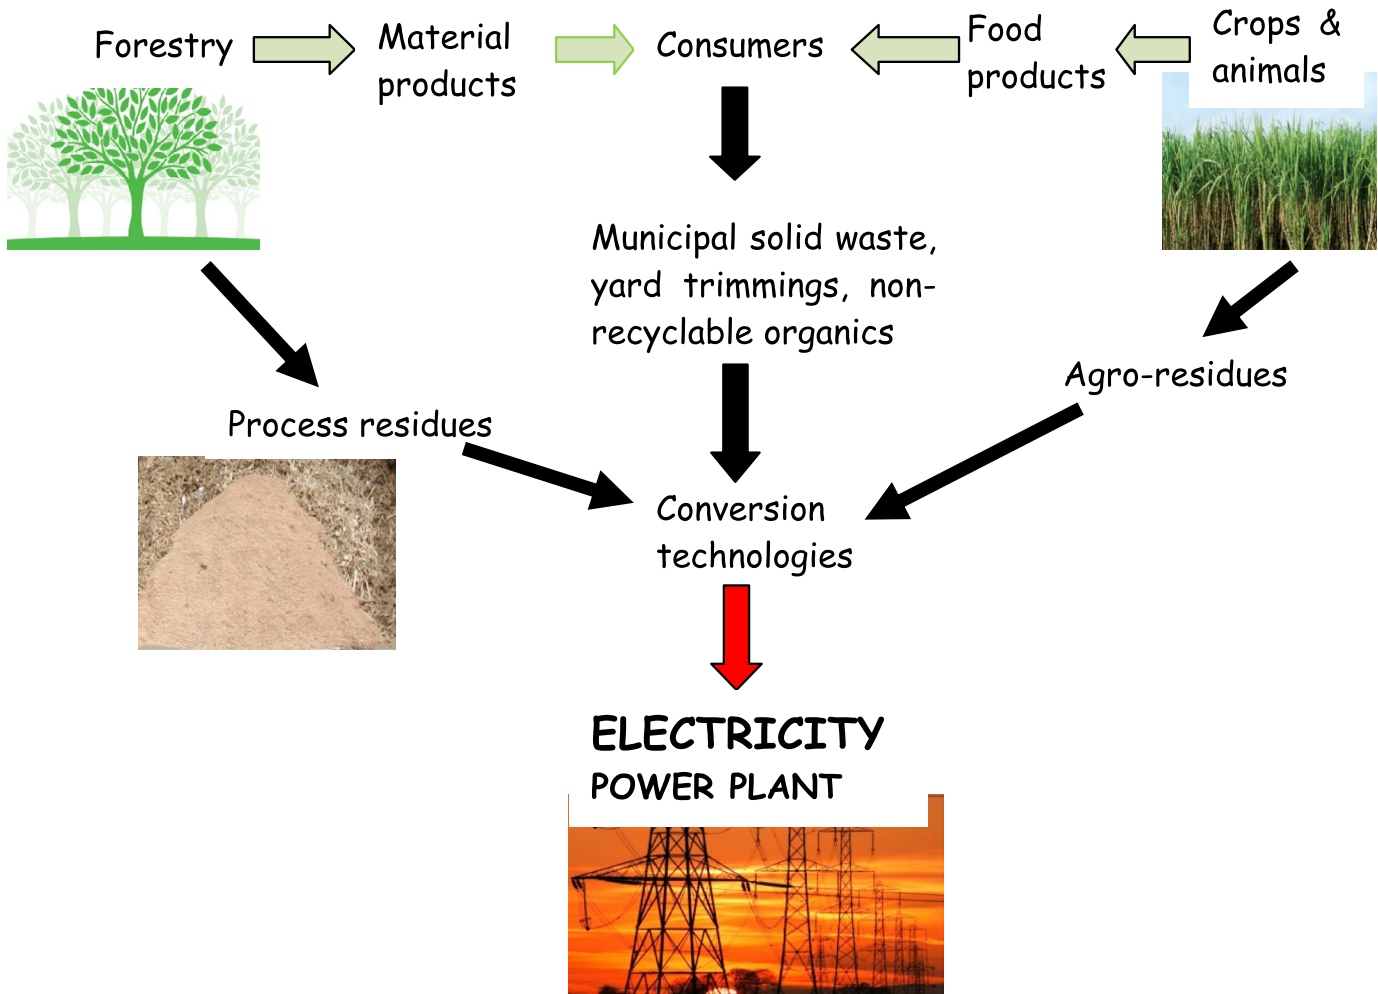 Forestry
Material
products
Consumers
Food
products
Crops &
animals
Municipal solid waste,
yard trimmings, non-
recyclable organics
Agro-residues
Process residues
Conversion
technologies
ELECTRICITY
POWER PLANT